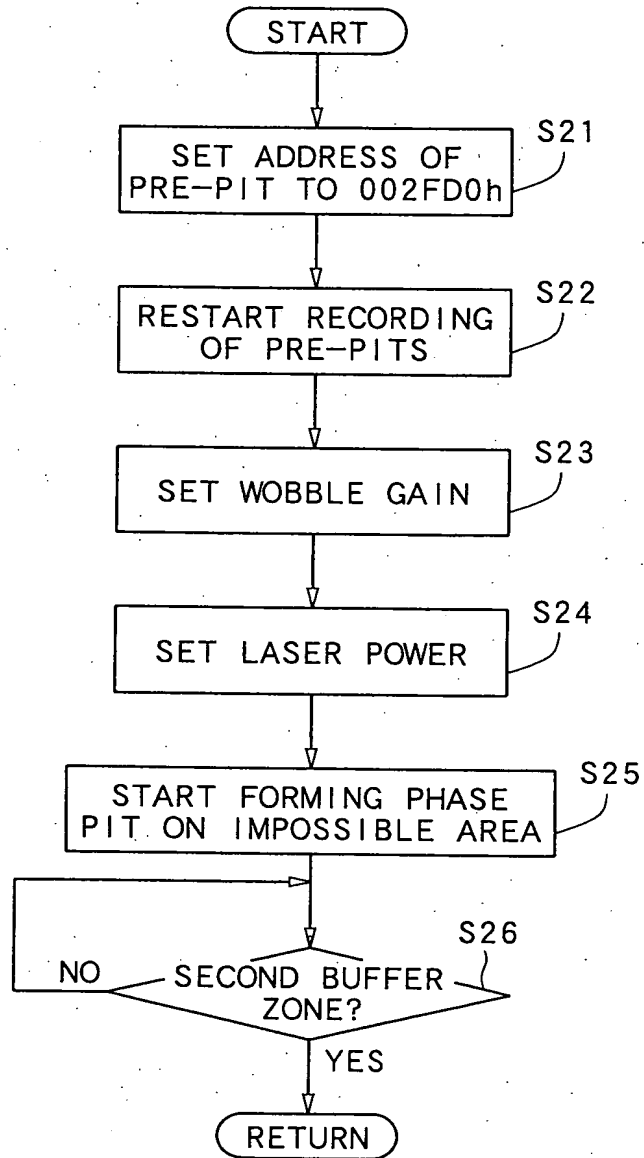 START
S21
SET ADDRESS OF
PRE-PIT TO 002FD0h
S22
RESTART RECORDING
OF PRE-PITS
S23
SET WOBBLE GAIN
S24
SET LASER POWER
S25
START FORMING PHASE
PIT ON IMPOSSIBLE AREA
S26
NO
SECOND BUFFER
ZONE?
YES
RETURN